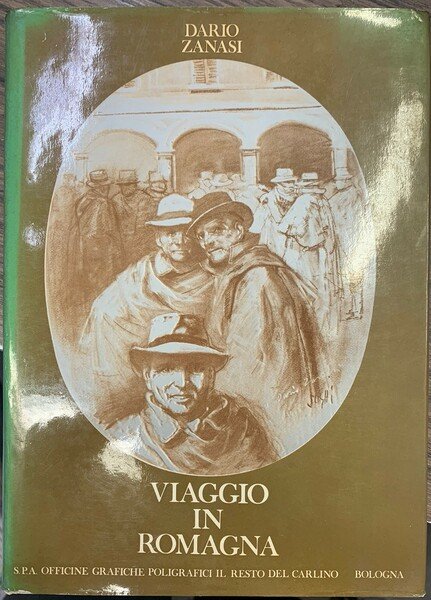 DARIO
ZANASI
VIAGGIO
IN
ROMAGNA
S.P.A. OFFICINE GRAFICHE POLIGRAFICI IL RESTO DEL CARLINO BOLOGNA